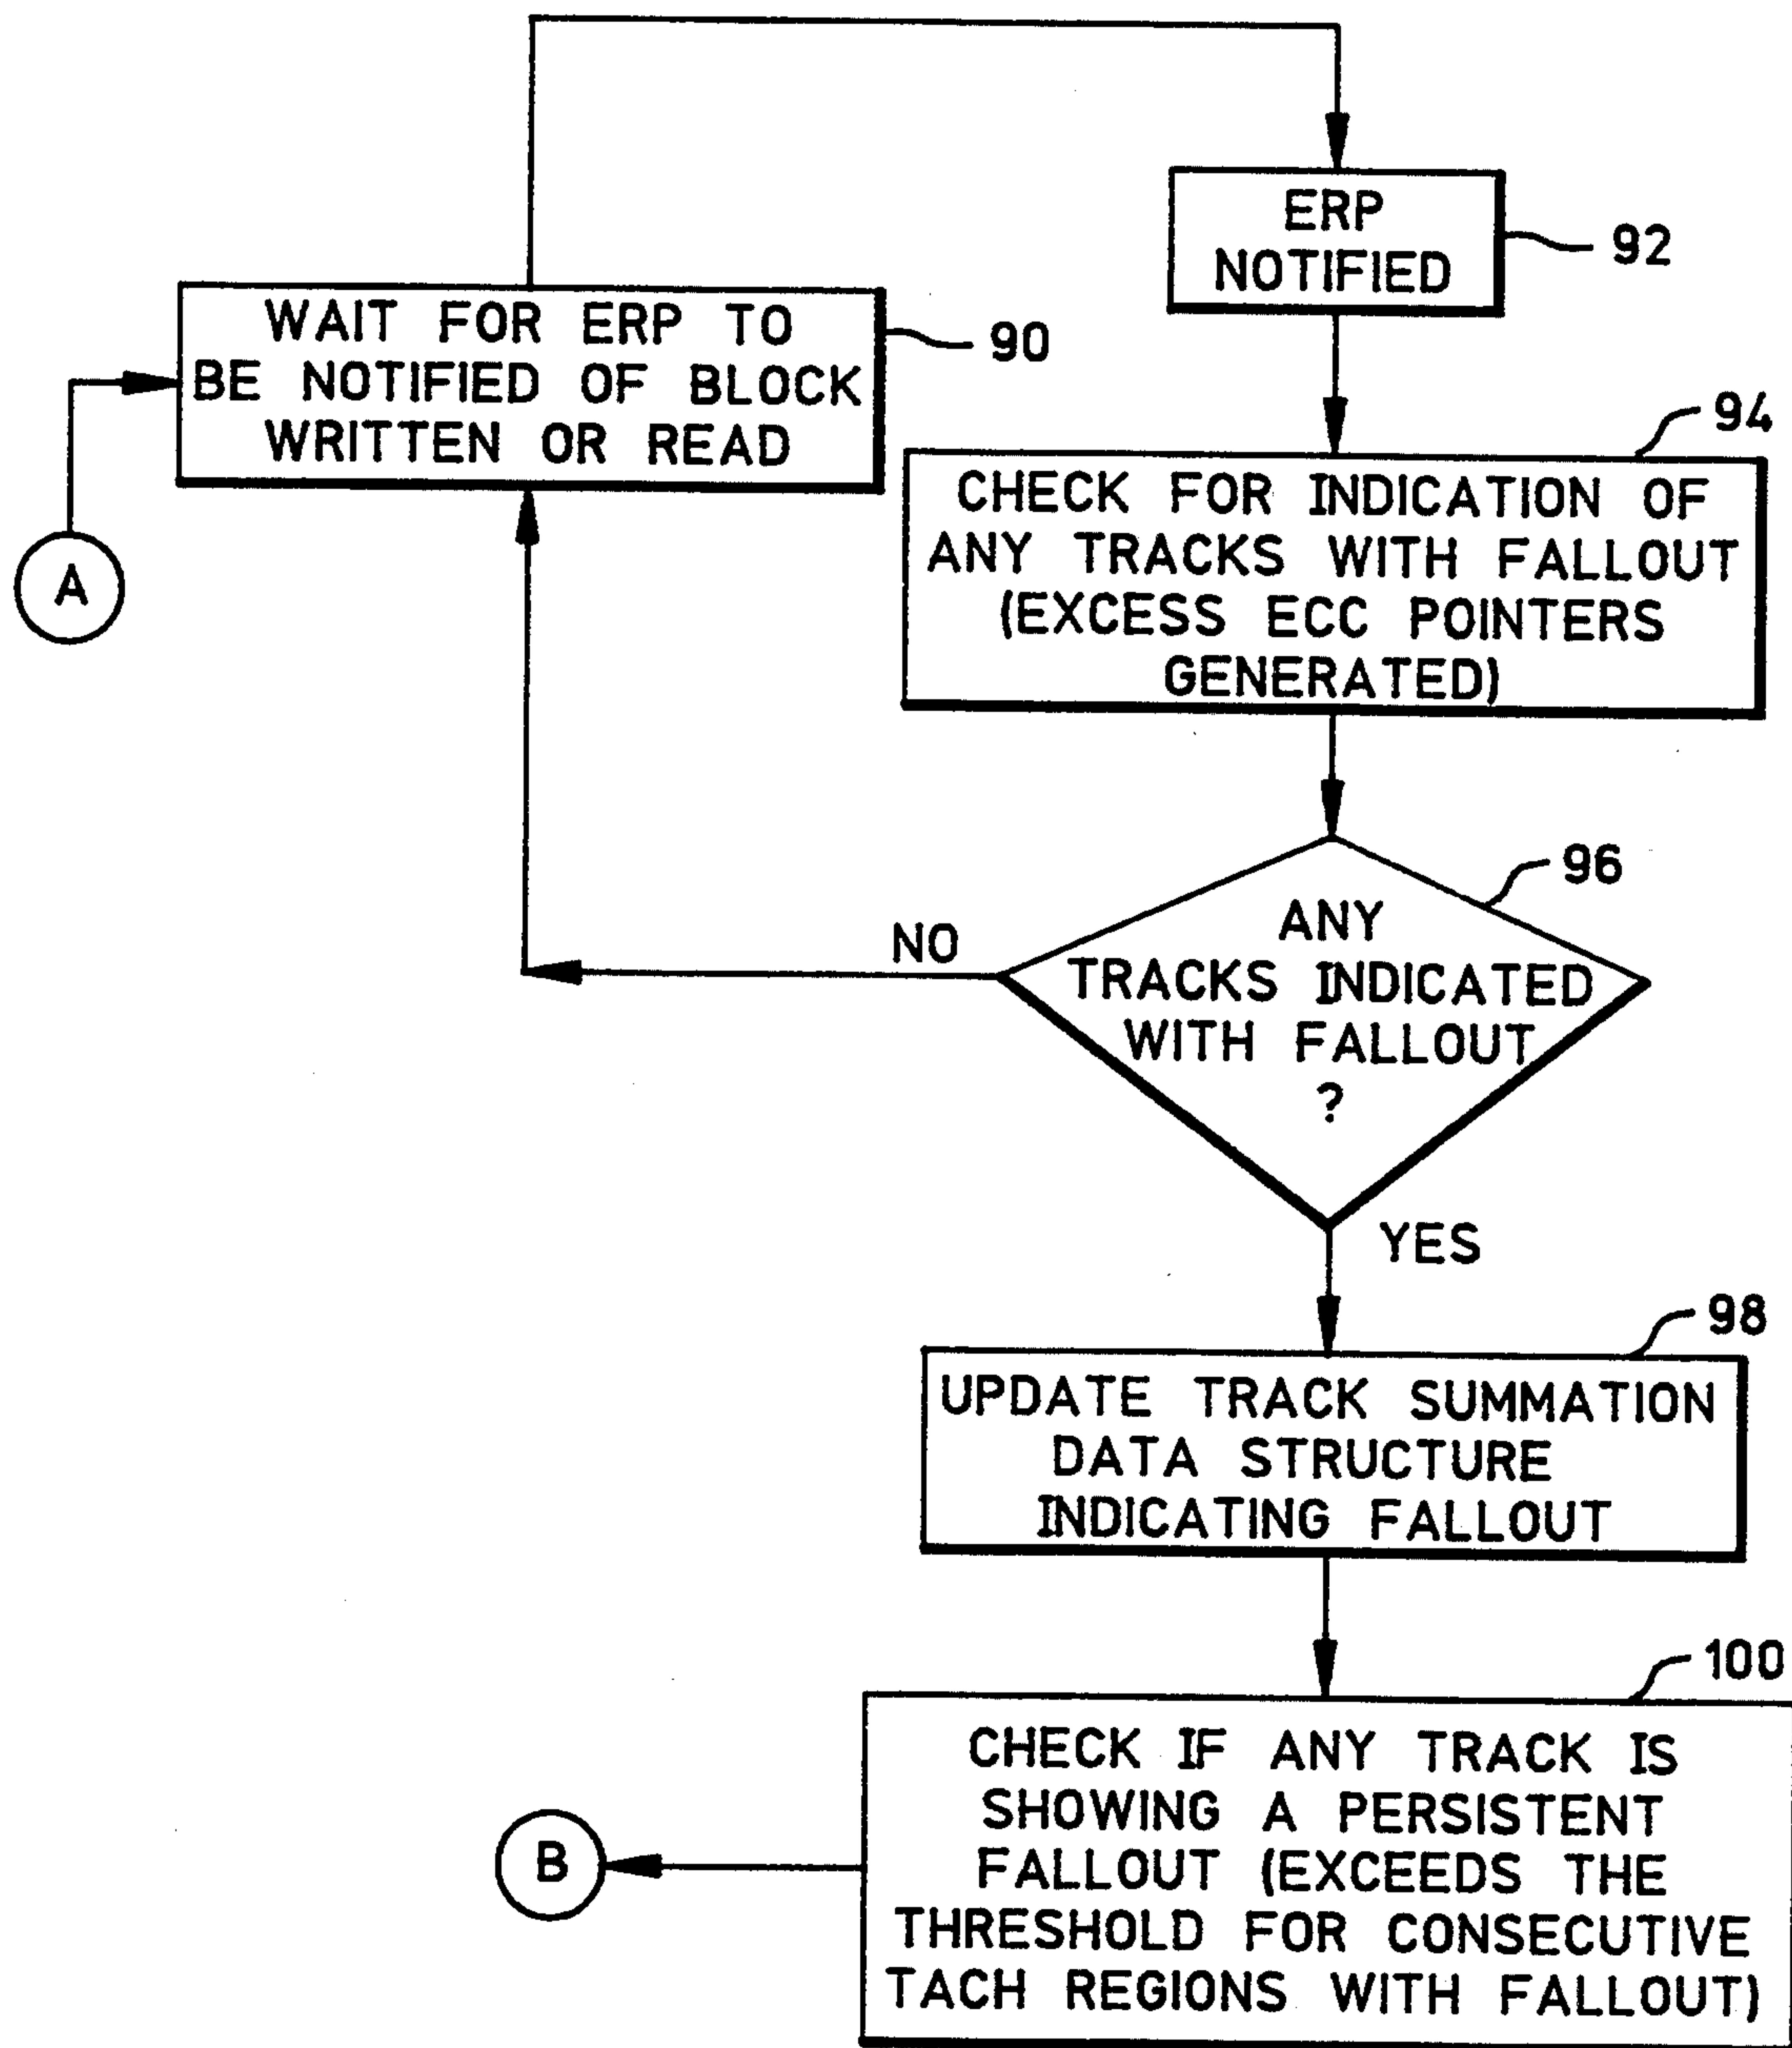 ERP
NOTIFIED
92
WAIT FOR ERP TO
BE NOTIFIED OF BLOCK
WRITTEN OR READ
90
A
94
CHECK FOR INDICATION OF
ANY TRACKS WITH FALLOUT
(EXCESS ECC POINTERS
GENERATED)
96
ANY
TRACKS INDICATED
WITH FALLOUT
?
NO
YES
98
UPDATE TRACK SUMMATION
DATA STRUCTURE
INDICATING FALLOUT
100
CHECK IF ANY TRACK IS
SHOWING A PERSISTENT
FALLOUT (EXCEEDS THE
THRESHOLD FOR CONSECUTIVE
TACH REGIONS WITH FALLOUT)
B